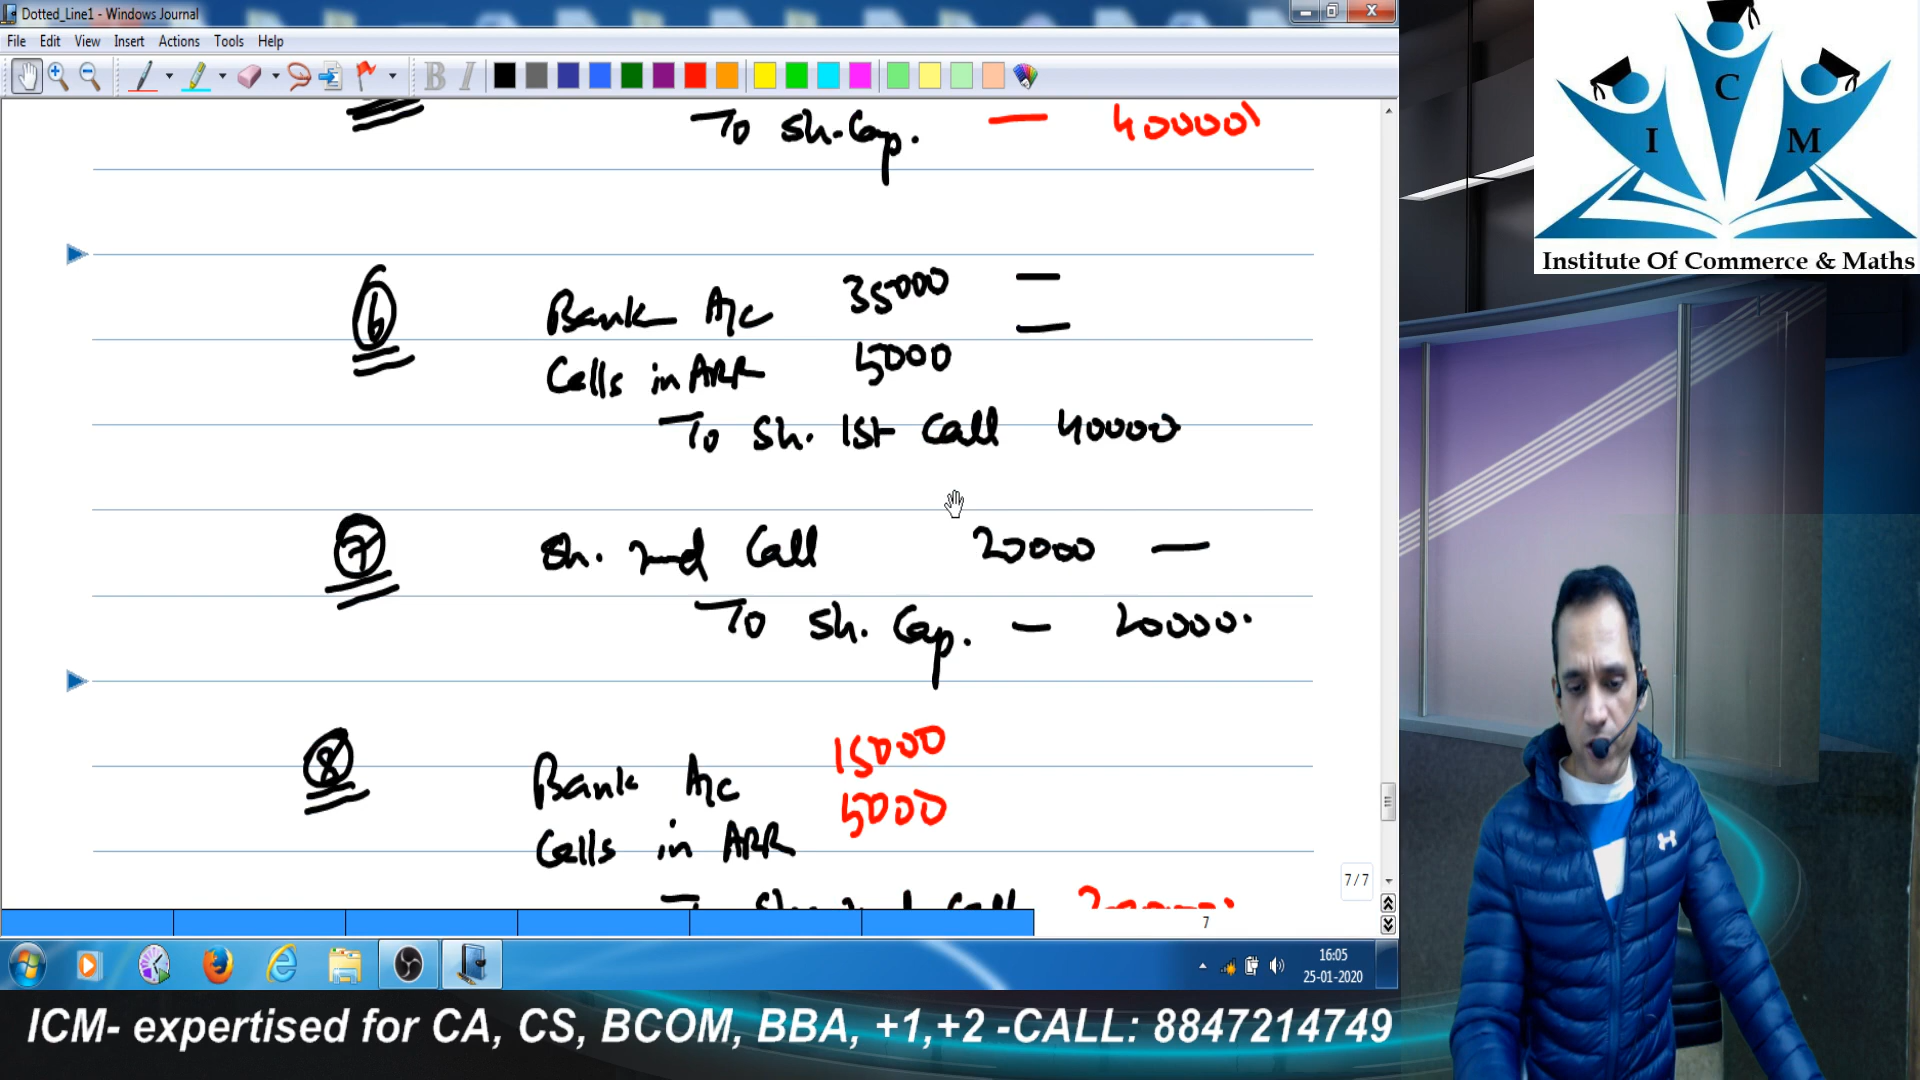 Dotted_Line1 - Windows Journal
File Edit View Insert Actions Tools Help
B I
To Sh. Cap. — 40000
6 Bank A/c 35000
Calls in ARR 5000
To Sh. 1st Call 40000
7 Sh. 2nd Call 20000 —
To Sh. Cap. — 20000.
8 Bank A/c 15000
Calls in ARR 5000
7/7
7
16:05
25-01-2020
I C M
Institute Of Commerce & Maths
ICM- expertised for CA, CS, BCOM, BBA, +1,+2 -CALL: 8847214749